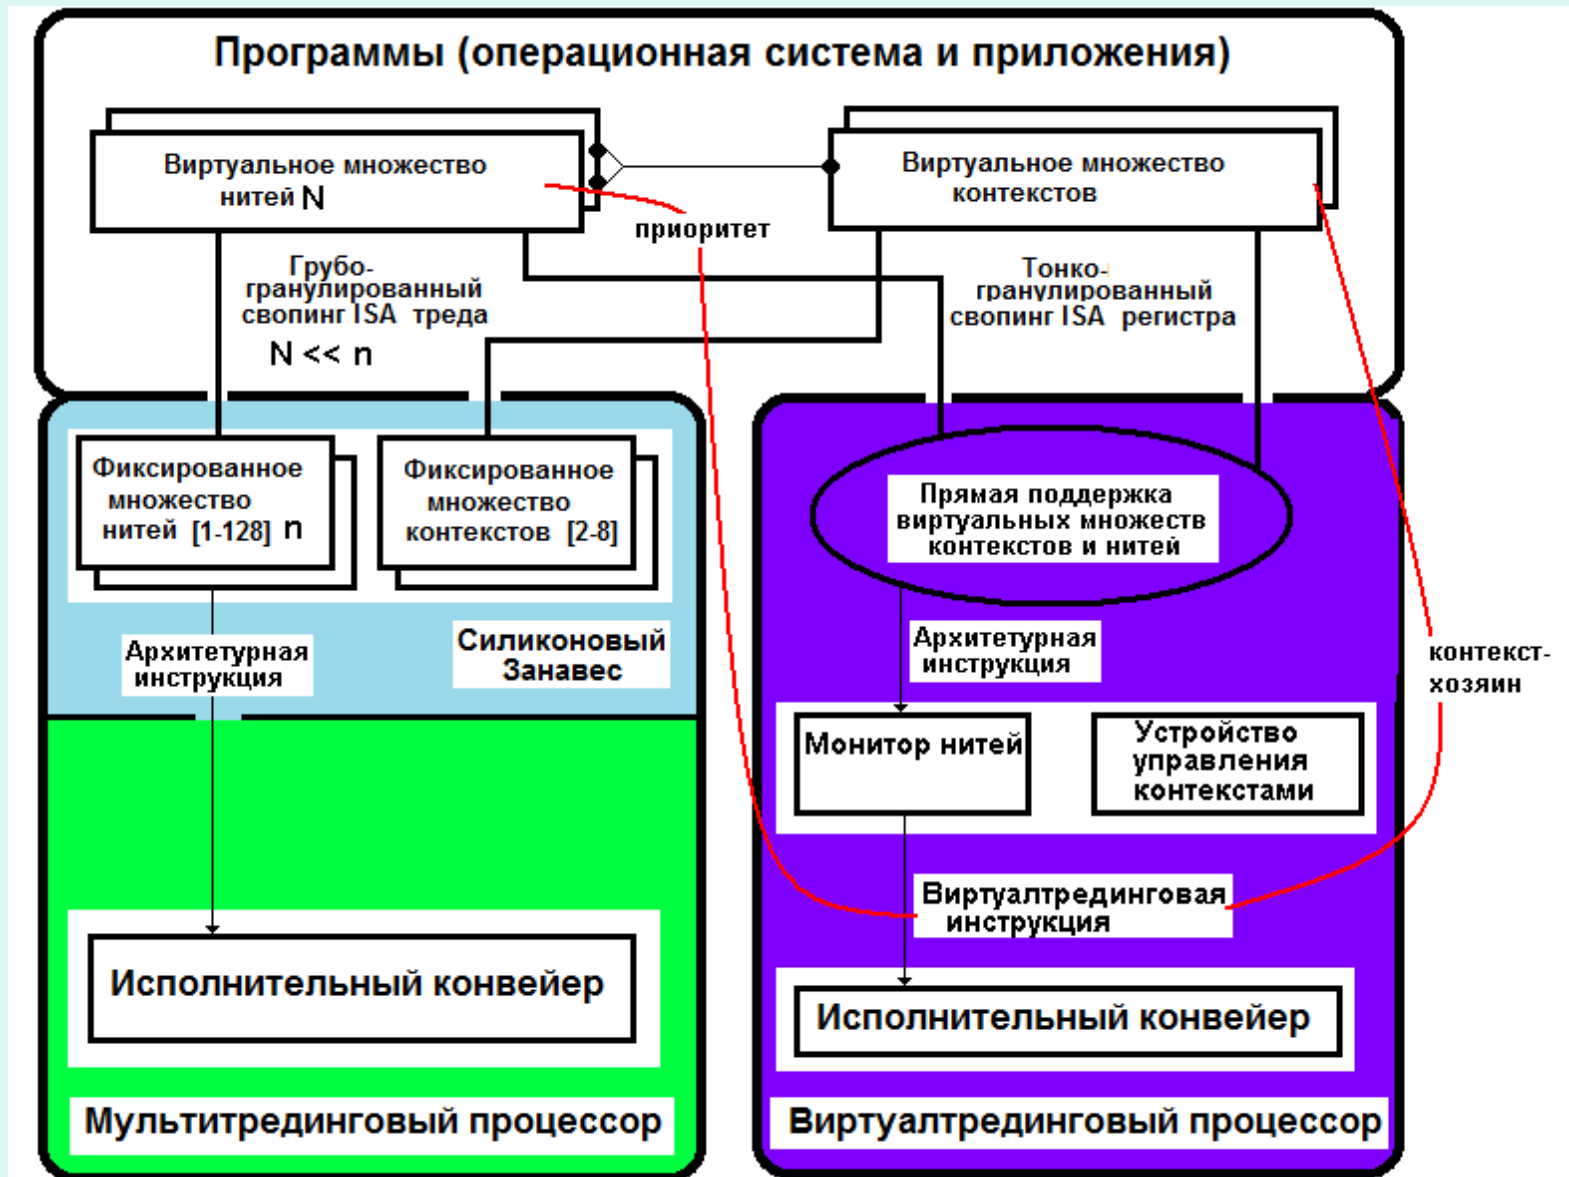 Программы (операционная система и приложения)
Виртуальное множество
нитей N
Виртуальное множество
контекстов
приоритет
Грубо-
гранулированный
свопинг ISA треда
N << n
Тонко-
гранулированный
свопинг ISA регистра
Фиксированное
множество
нитей [1-128] n
Фиксированное
множество
контекстов [2-8]
Прямая поддержка
виртуальных множеств
контекстов и нитей
Архитетурная
инструкция
Силиконовый
Занавес
Архитетурная
инструкция
контекст-
хозяин
Монитор нитей
Устройство
управления
контекстами
Виртуалтрединговая
инструкция
Исполнительный конвейер
Исполнительный конвейер
Мультитрединговый процессор
Виртуалтрединговый процессор